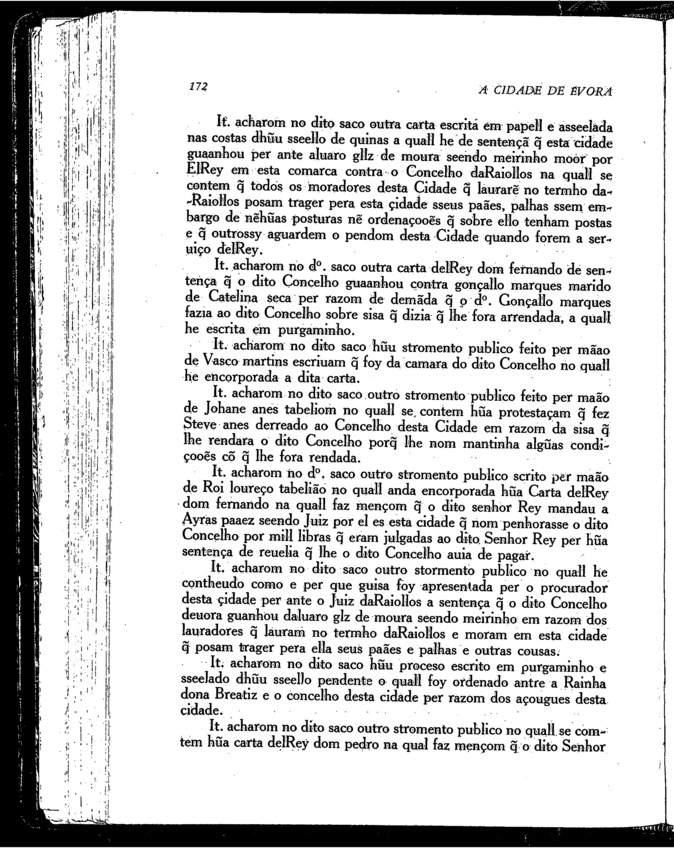 172
A CIDADE DE ÉVORA
It. acharom no dito saco outra carta escrita em papell e asseelada
nas costas dhũu sseello de quinas a quall he de sentençã q̃ esta cidade
guaanhou per ante aluaro gllz de moura seendo meirinho moor por
ElRey em esta comarca contra o Concelho daRaiollos na quall se
contem q̃ todos os moradores desta Cidade q̃ laurarẽ no termho da-
-Raiollos posam trager pera esta çidade sseus paães, palhas ssem em-
bargo de nẽhũas posturas nẽ ordenaçooẽs q̃ sobre ello tenham postas
e q̃ outrossy aguardem o pendom desta Cidade quando forem a ser-
uiço delRey.
It. acharom no dº. saco outra carta delRey dom fernando de sen-
tença q̃ o dito Concelho guaanhou contra gonçallo marques marido
de Catelina seca per razom de demãda q̃ o dº. Gonçallo marques
fazia ao dito Concelho sobre sisa q̃ dizia q̃ lhe fora arrendada, a quall
he escrita em purgaminho.
It. acharom no dito saco hũu stromento publico feito per mãao
de Vasco martins escriuam q̃ foy da camara do dito Concelho no quall
he encorporada a dita carta.
It. acharom no dito saco outro stromento publico feito per maão
de Johane anes tabeliom no quall se contem hũa protestaçam q̃ fez
Steve anes derreado ao Concelho desta Cidade em razom da sisa q̃
lhe rendara o dito Concelho porq̃ lhe nom mantinha algũas condi-
çooẽs cõ q̃ lhe fora rendada.
It. acharom no dº. saco outro stromento publico scrito per maão
de Roi loureço tabelião no quall anda encorporada hũa Carta delRey
dom fernando na quall faz mençom q̃ o dito senhor Rey mandau a
Ayras paaez seendo Juiz por el es esta cidade q̃ nom penhorasse o dito
Concelho por mill libras q̃ eram julgadas ao dito Senhor Rey per hũa
sentença de reuelia q̃ lhe o dito Concelho auia de pagar.
It. acharom no dito saco outro stormento publico no quall he
contheudo como e per que guisa foy apresentada per o procurador
desta çidade per ante o Juiz daRaiollos a sentença q̃ o dito Concelho
deuora guanhou daluaro glz de moura seendo meirinho em razom dos
lauradores q̃ lauram no termho daRaiollos e moram em esta cidade
q̃ posam trager pera ella seus paães e palhas e outras cousas.
It. acharom no dito saco hũu proceso escrito em purgaminho e
sseelado dhũu sseello pendente o quall foy ordenado antre a Rainha
dona Breatiz e o concelho desta cidade per razom dos açougues desta
cidade.
It. acharom no dito saco outro stromento publico no quall se com-
tem hũa carta delRey dom pedro na qual faz mençom q̃ o dito Senhor